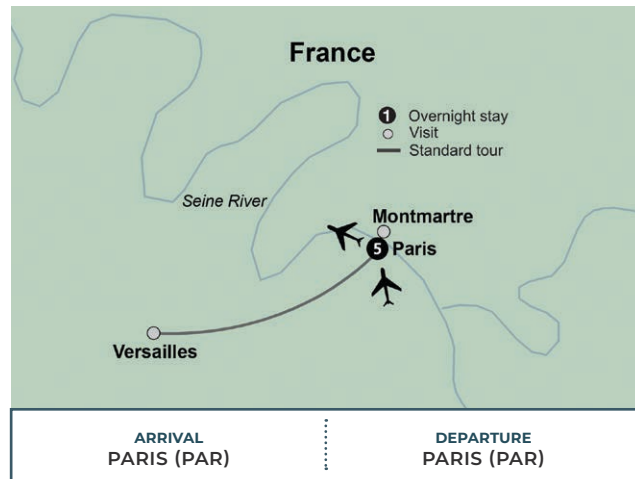 France
1 Overnight stay
Visit
Standard tour
Seine River
Montmartre
5 Paris
Versailles
ARRIVAL
PARIS (PAR)
DEPARTURE
PARIS (PAR)